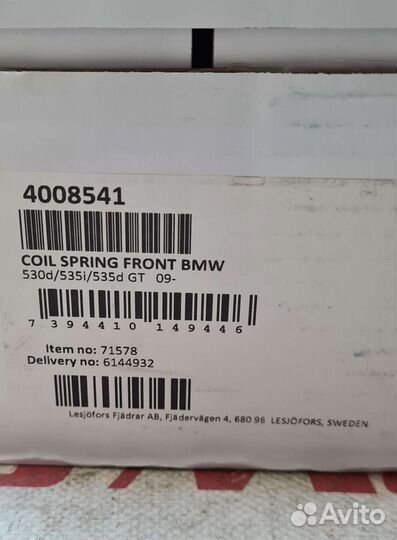 4008541
COIL SPRING FRONT BMW
530d/535i/535d GT 09-
7 394410 149446
Item no: 71578
Delivery no: 6144932
Lesjöfors Fjädrar AB, Fjädervägen 4, 680 96 LESJÖFORS, SWEDEN
Avito